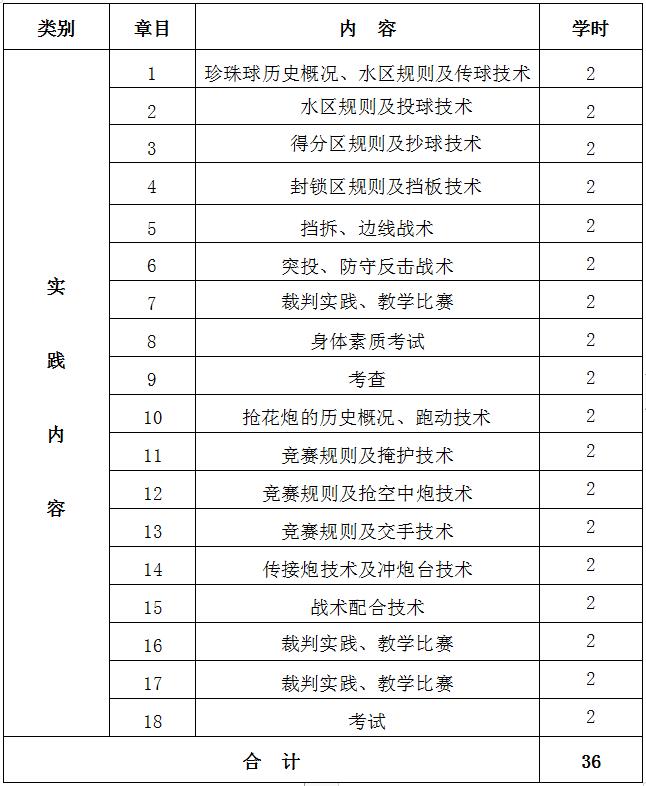 类别 章目 内 容 学时
1 珍珠球历史概况、水区规则及传球技术 2
2 水区规则及投球技术 2
3 得分区规则及抄球技术 2
4 封锁区规则及挡板技术 2
5 挡拆、边线战术 2
6 突投、防守反击战术 2
7 裁判实践、教学比赛 2
8 身体素质考试 2
9 考查 2
10 抢花炮的历史概况、跑动技术 2
11 竞赛规则及掩护技术 2
12 竞赛规则及抢空中炮技术 2
13 竞赛规则及交手技术 2
14 传接炮技术及冲炮台技术 2
15 战术配合技术 2
16 裁判实践、教学比赛 2
17 裁判实践、教学比赛 2
18 考试 2
实
践
内
容
合 计 36